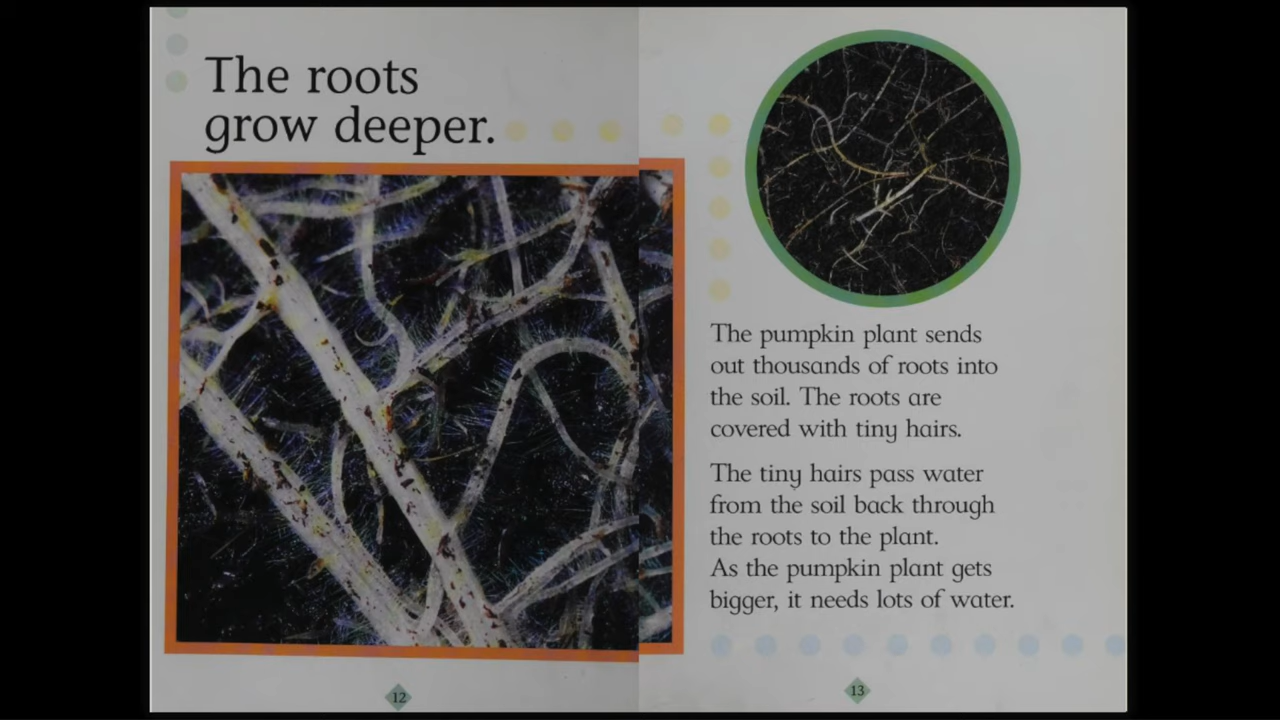 The roots
grow deeper.
The pumpkin plant sends
out thousands of roots into
the soil. The roots are
covered with tiny hairs.
The tiny hairs pass water
from the soil back through
the roots to the plant.
As the pumpkin plant gets
bigger, it needs lots of water.
12
13